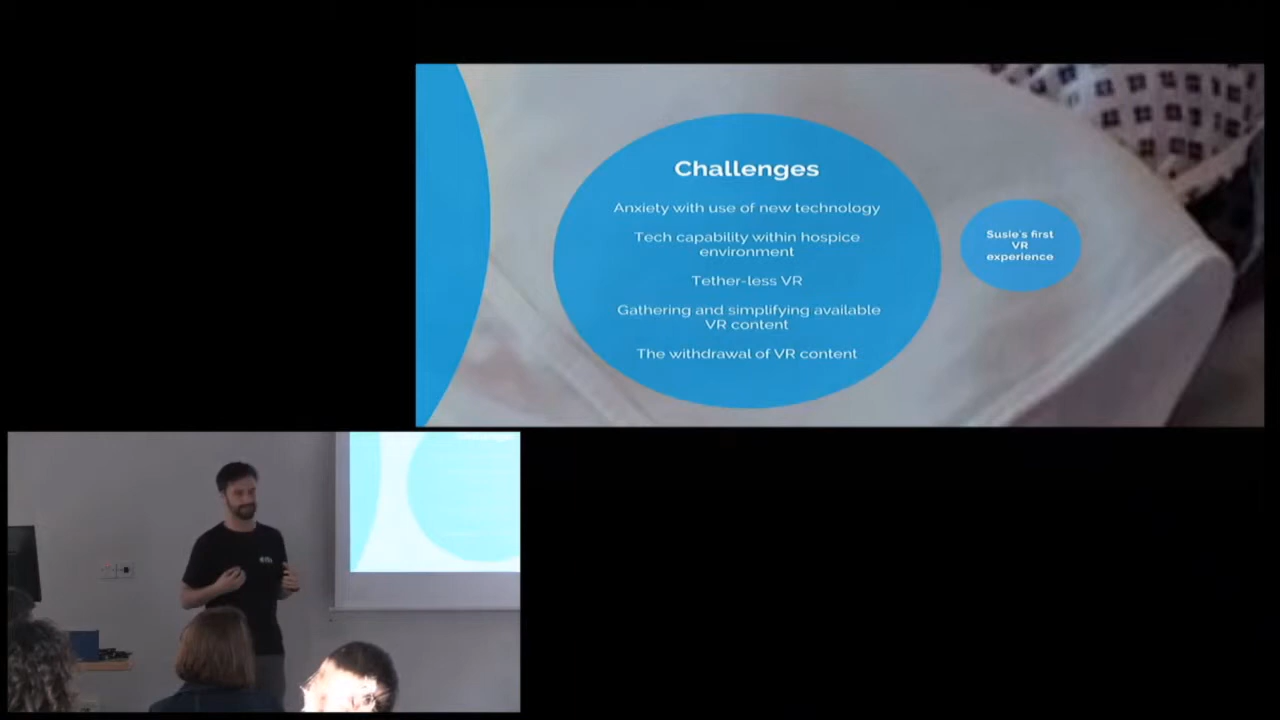 Challenges
Anxiety with use of new technology
Tech capability within hospice
environment
Tether-less VR
Gathering and simplifying available
VR content
The withdrawal of VR content
Susie's first
VR
experience